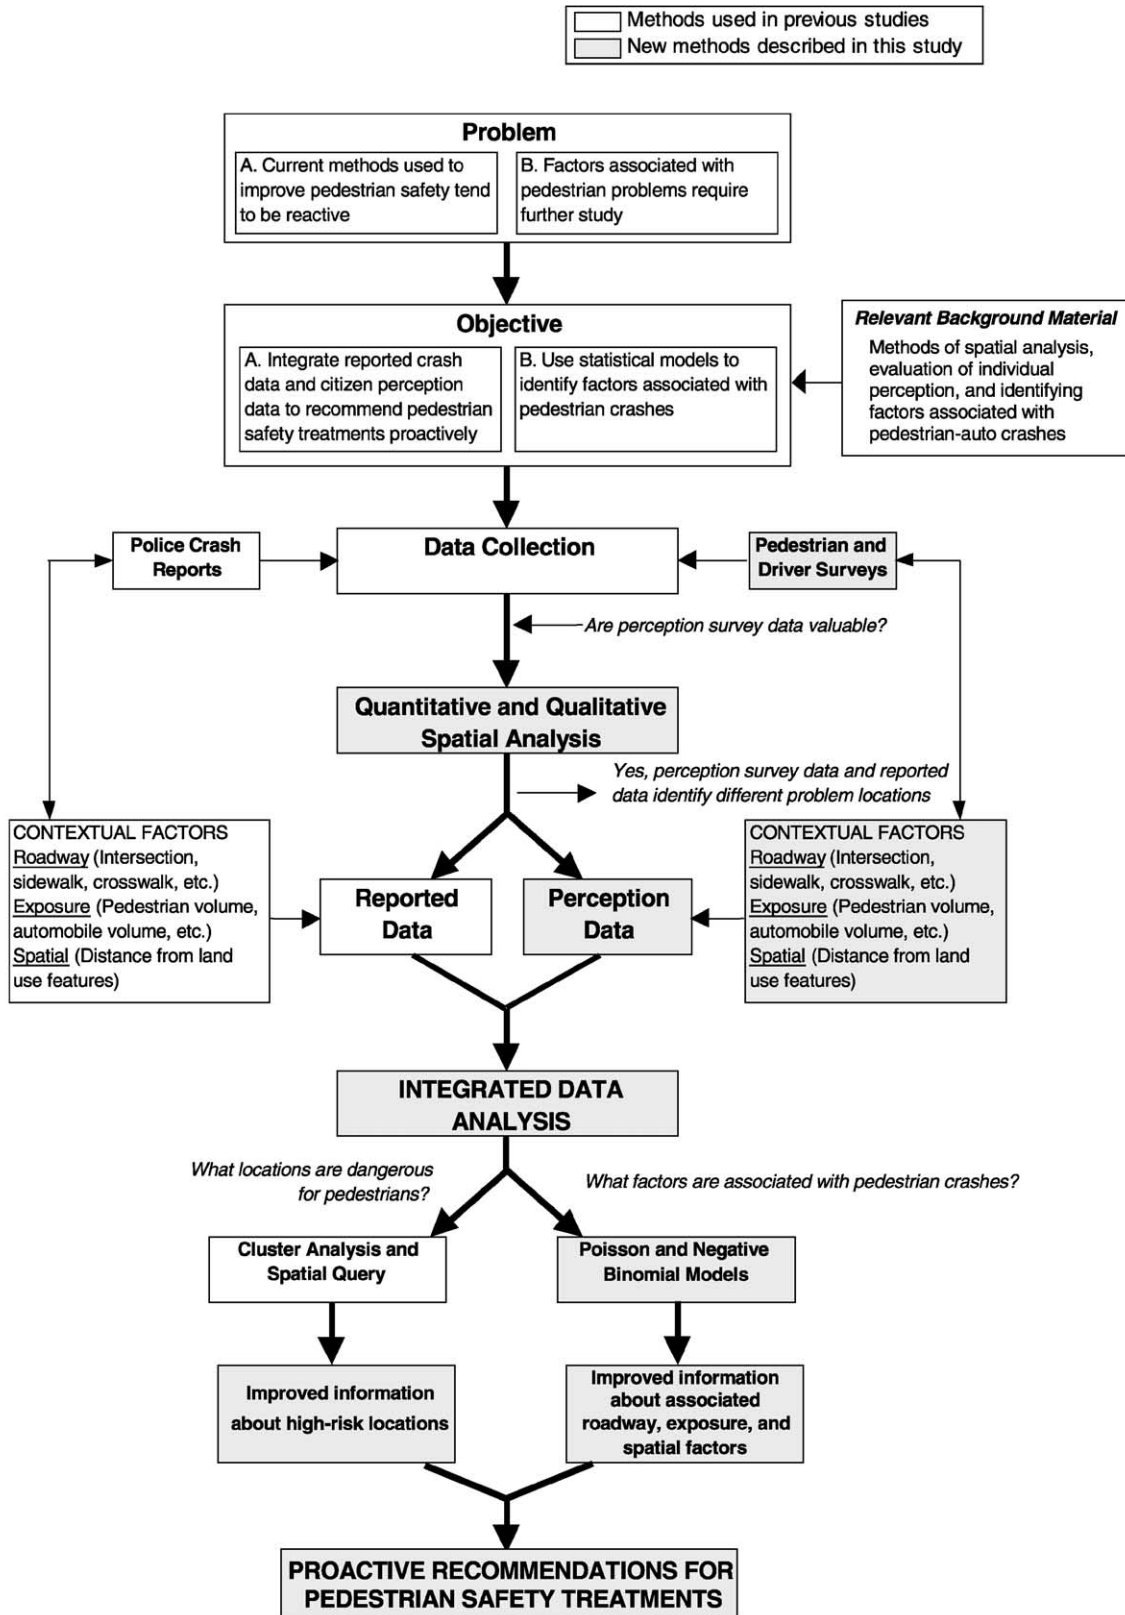 Methods used in previous studies
New methods described in this study
Problem
A. Current methods used to
improve pedestrian safety tend
to be reactive
B. Factors associated with
pedestrian problems require
further study
Objective
A. Integrate reported crash
data and citizen perception
data to recommend pedestrian
safety treatments proactively
B. Use statistical models to
identify factors associated with
pedestrian crashes
Relevant Background Material
Methods of spatial analysis,
evaluation of individual
perception, and identifying
factors associated with
pedestrian-auto crashes
Police Crash
Reports
Data Collection
Pedestrian and
Driver Surveys
Are perception survey data valuable?
Quantitative and Qualitative
Spatial Analysis
Yes, perception survey data and reported
data identify different problem locations
CONTEXTUAL FACTORS
Roadway (Intersection,
sidewalk, crosswalk, etc.)
Exposure (Pedestrian volume,
automobile volume, etc.)
Spatial (Distance from land
use features)
Reported
Data
Perception
Data
CONTEXTUAL FACTORS
Roadway (Intersection,
sidewalk, crosswalk, etc.)
Exposure (Pedestrian volume,
automobile volume, etc.)
Spatial (Distance from land
use features)
INTEGRATED DATA
ANALYSIS
What locations are dangerous
for pedestrians?
What factors are associated with pedestrian crashes?
Cluster Analysis and
Spatial Query
Poisson and Negative
Binomial Models
Improved information
about high-risk locations
Improved information
about associated
roadway, exposure, and
spatial factors
PROACTIVE RECOMMENDATIONS FOR
PEDESTRIAN SAFETY TREATMENTS